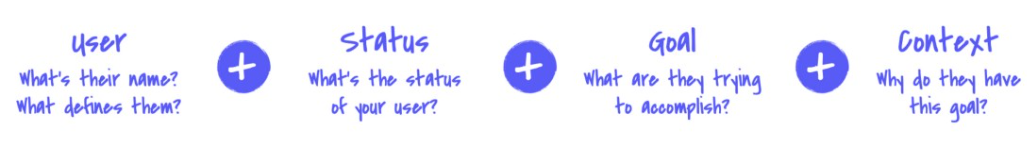 User
What's their name?
What defines them?
+
Status
What's the status
of your user?
+
Goal
What are they trying
to accomplish?
+
Context
Why do they have
this goal?